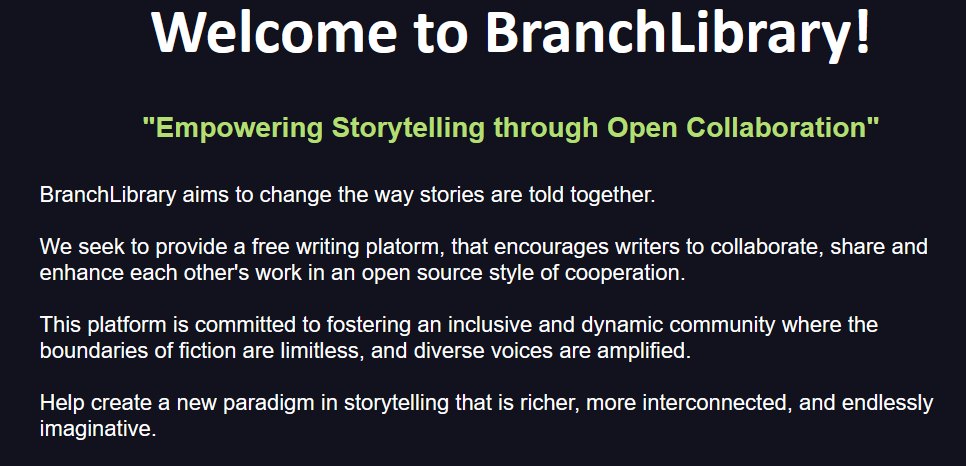 Welcome to BranchLibrary!
"Empowering Storytelling through Open Collaboration"
BranchLibrary aims to change the way stories are told together.
We seek to provide a free writing platorm, that encourages writers to collaborate, share and
enhance each other's work in an open source style of cooperation.
This platform is committed to fostering an inclusive and dynamic community where the
boundaries of fiction are limitless, and diverse voices are amplified.
Help create a new paradigm in storytelling that is richer, more interconnected, and endlessly
imaginative.